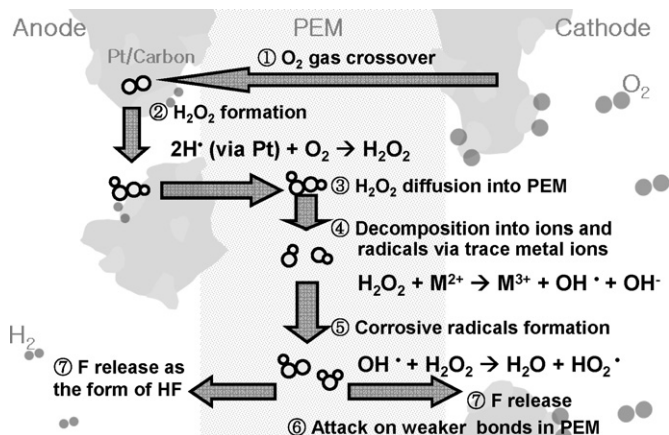 Anode PEM Cathode
Pt/Carbon
① O₂ gas crossover
O₂
② H₂O₂ formation
2H• (via Pt) + O₂ → H₂O₂
③ H₂O₂ diffusion into PEM
④ Decomposition into ions and
radicals via trace metal ions
H₂O₂ + M²⁺ → M³⁺ + OH • + OH-
H₂
⑤ Corrosive radicals formation
⑦ F release as
the form of HF
OH • + H₂O₂ → H₂O + HO₂•
⑦ F release
⑥ Attack on weaker bonds in PEM